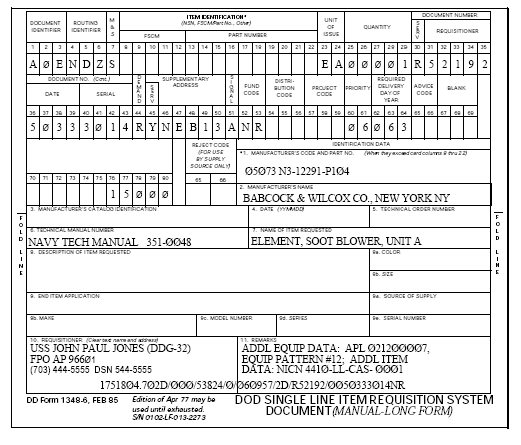 ITEM IDENTIFICATION*
(NSN, FSCM/Part No., Other)
DOCUMENT IDENTIFIER
ROUTING IDENTIFIER
M & S
FSCM
PART NUMBER
UNIT OF ISSUE
QUANTITY
DOCUMENT NUMBER
SERV
REQUISITIONER
1 2 3 4 5 6 7 8 9 10 11 12 13 14 15 16 17 18 19 20 21 22 23 24 25 26 27 28 29 30 31 32 33 34 35
A Ø E N D Z S E A Ø Ø Ø Ø 1 R 5 2 1 9 2
DOCUMENT NO. (Cont.)
DATE
SERIAL
DEMAND
SERV
SUPPLEMENTARY ADDRESS
SIGNAL
FUND CODE
DISTRI-BUTION CODE
PROJECT CODE
PRIORITY
REQUIRED DELIVERY DAY OF YEAR
ADVICE CODE
BLANK
36 37 38 39 40 41 42 43 44 45 46 47 48 49 50 51 52 53 54 55 56 57 58 59 60 61 62 63 64 65 66 67 68 69
5 Ø 3 3 3 Ø 1 4 R Y N E B 1 3 A N R Ø 6 Ø 6 3
REJECT CODE (FOR USE BY SUPPLY SOURCE ONLY)
IDENTIFICATION DATA
*1. MANUFACTURER'S CODE AND PART NO. (When they exceed card columns 8 thru 22)
Ø5Ø73 N3-12291-P1Ø4
70 71 72 73 74 75 76 77 78 79 80
65 66
1 5 Ø Ø Ø
2. MANUFACTURER'S NAME
BABCOCK & WILCOX CO., NEW YORK NY
3. MANUFACTURER'S CATALOG IDENTIFICATION
4. DATE (YYMMDD)
5. TECHNICAL ORDER NUMBER
6. TECHNICAL MANUAL NUMBER
NAVY TECH MANUAL 351-ØØ48
7. NAME OF ITEM REQUESTED
ELEMENT, SOOT BLOWER, UNIT A
FOLD LINE
FOLD LINE
8. DESCRIPTION OF ITEM REQUESTED
8a. COLOR
8b. SIZE
9. END ITEM APPLICATION
9a. SOURCE OF SUPPLY
9b. MAKE
9c. MODEL NUMBER
9d. SERIES
9e. SERIAL NUMBER
10. REQUISITIONER (Clear text name and address)
USS JOHN PAUL JONES (DDG-32)
FPO AP 966Ø1
(703) 444-5555 DSN 544-5555
11. REMARKS
ADDL EQUIP DATA: APL Ø212ØØØØ7,
EQUIP PATTERN #12; ADDL ITEM
DATA: NICN 441Ø-LL-CAS- ØØØ1
17518Ø4.7Ø2D/ØØØ/53824/Ø/Ø6Ø957/2D/R52192/ØØ5Ø333Ø14NR
DD Form 1348-6, FEB 85
Edition of Apr 77 may be used until exhausted.
S/N 0102-LF-013-2273
DOD SINGLE LINE ITEM REQUISITION SYSTEM
DOCUMENT (MANUAL-LONG FORM)